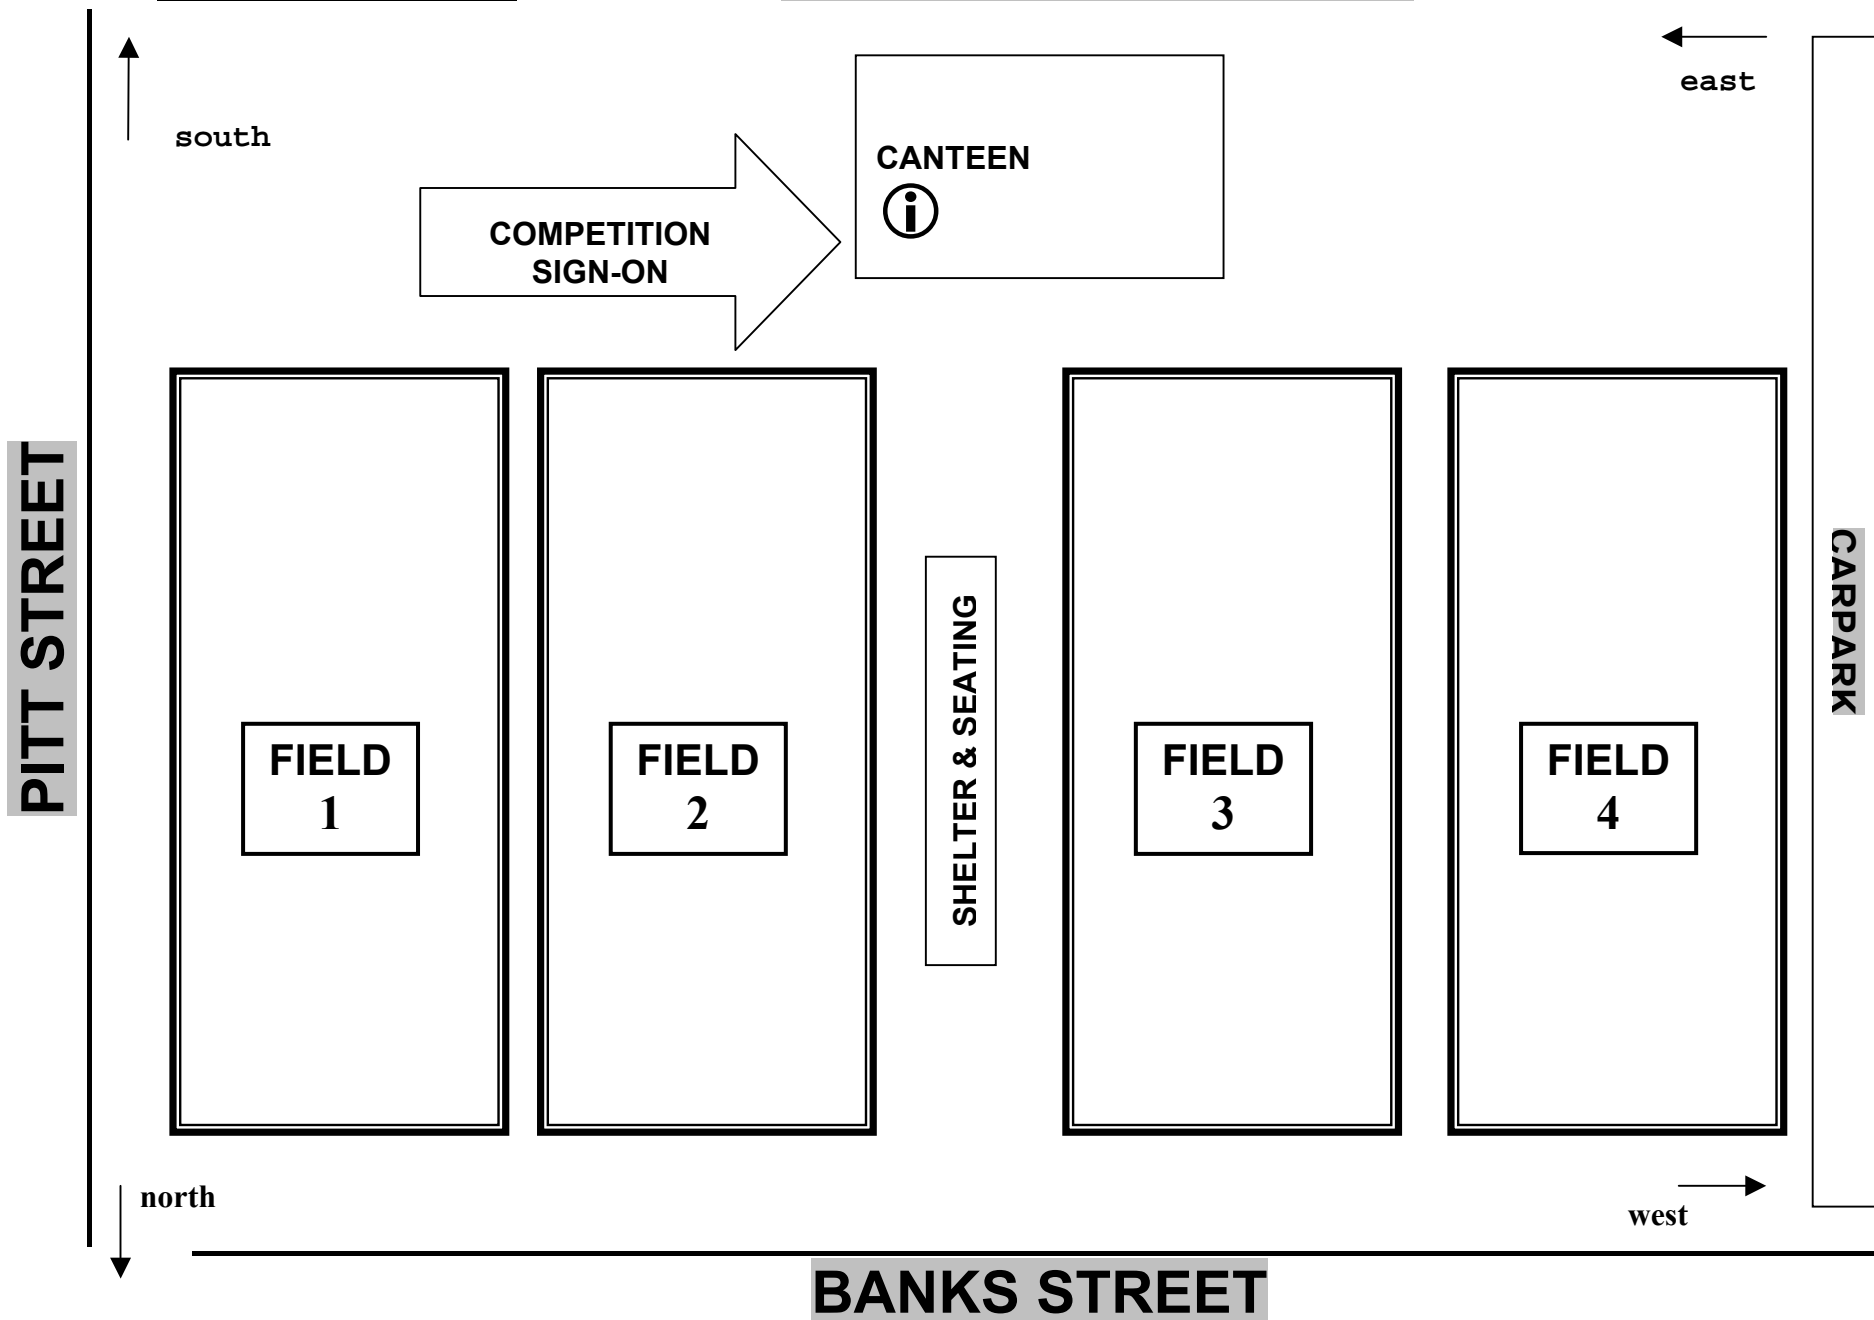 east
south
CANTEEN
COMPETITION
SIGN-ON
PITT STREET
FIELD
1
FIELD
2
SHELTER & SEATING
FIELD
3
FIELD
4
CARPARK
north
west
BANKS STREET